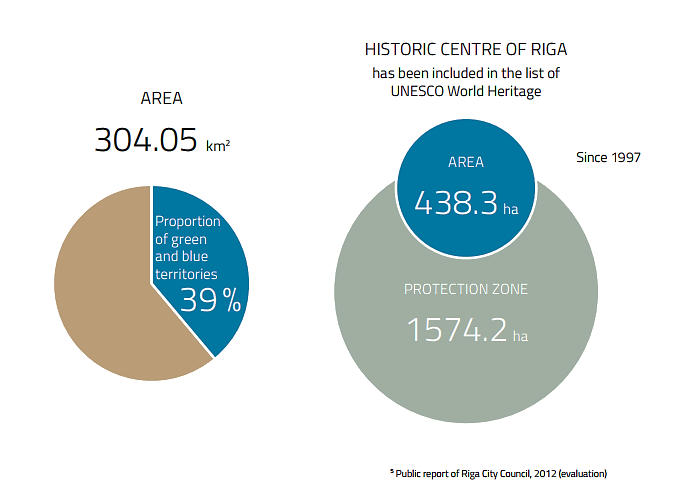 AREA
304.05 km²
Proportion
of green
and blue
territories
39 %
HISTORIC CENTRE OF RIGA
has been included in the list of
UNESCO World Heritage
Since 1997
AREA
438.3 ha
PROTECTION ZONE
1574.2 ha
⁵ Public report of Riga City Council, 2012 (evaluation)